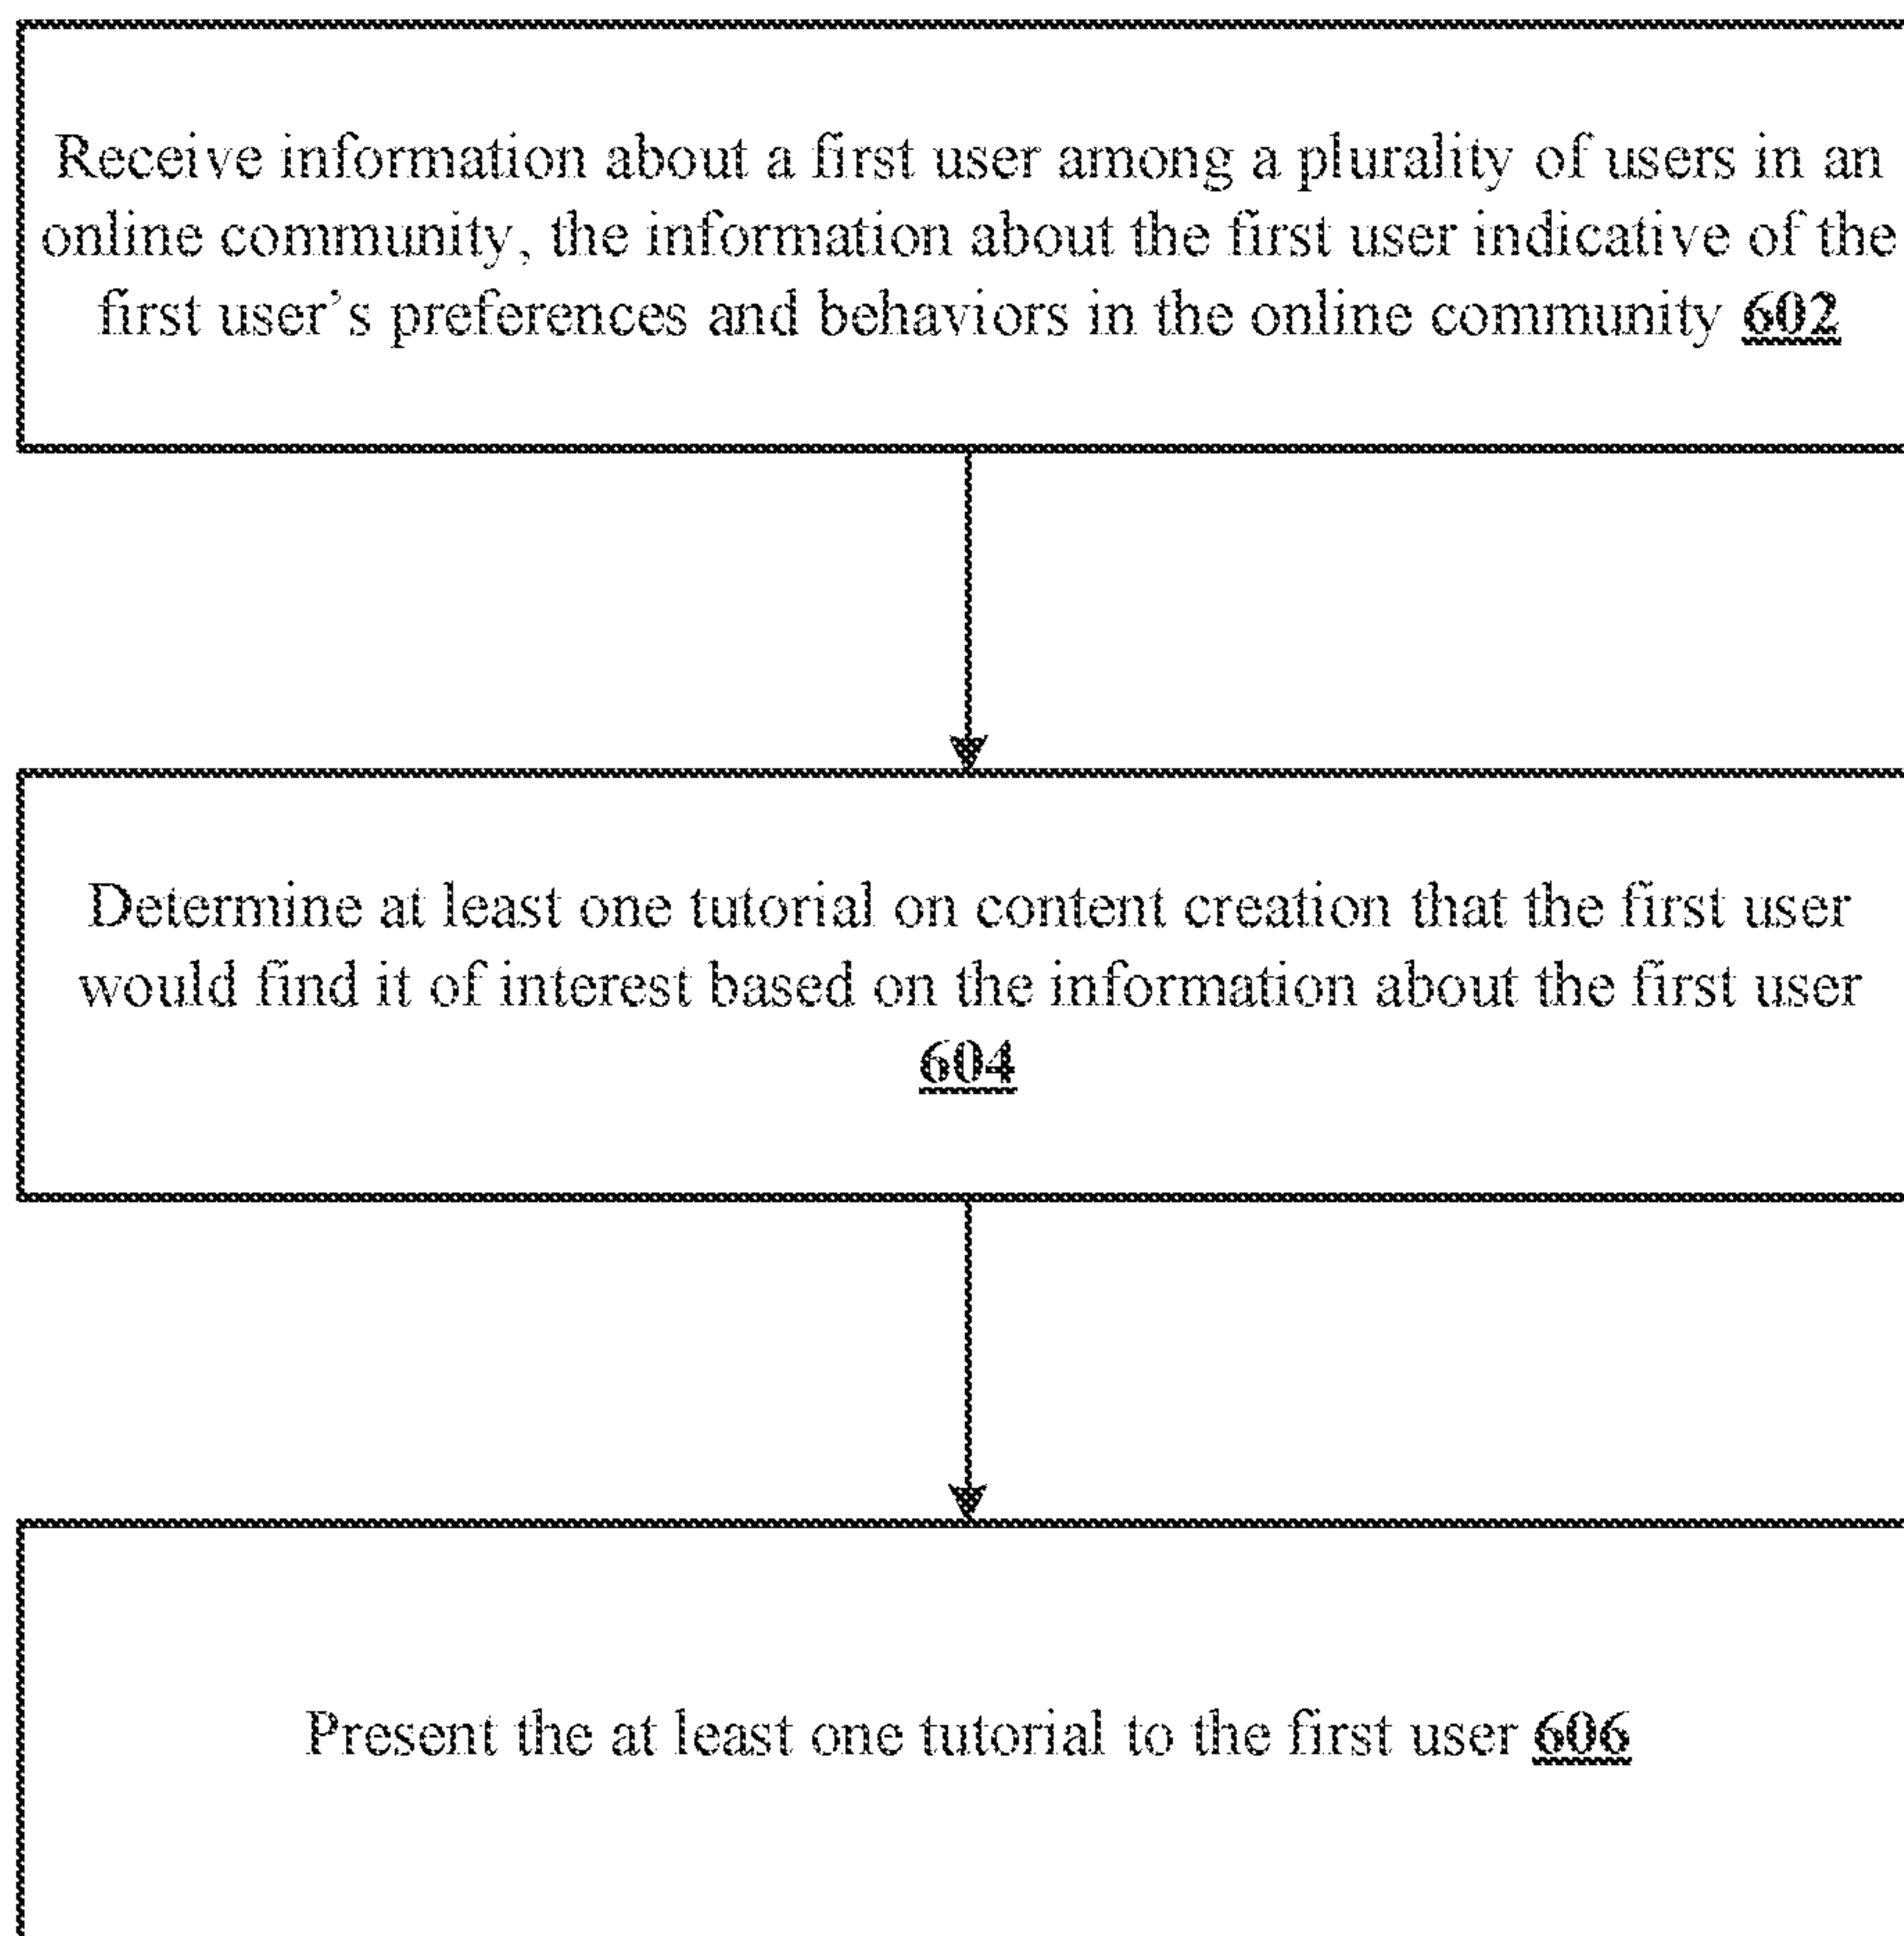 Receive information about a first user among a plurality of users in an
online community, the information about the first user indicative of the
first user's preferences and behaviors in the online community 602
Determine at least one tutorial on content creation that the first user
would find it of interest based on the information about the first user
604
Present the at least one tutorial to the first user 606